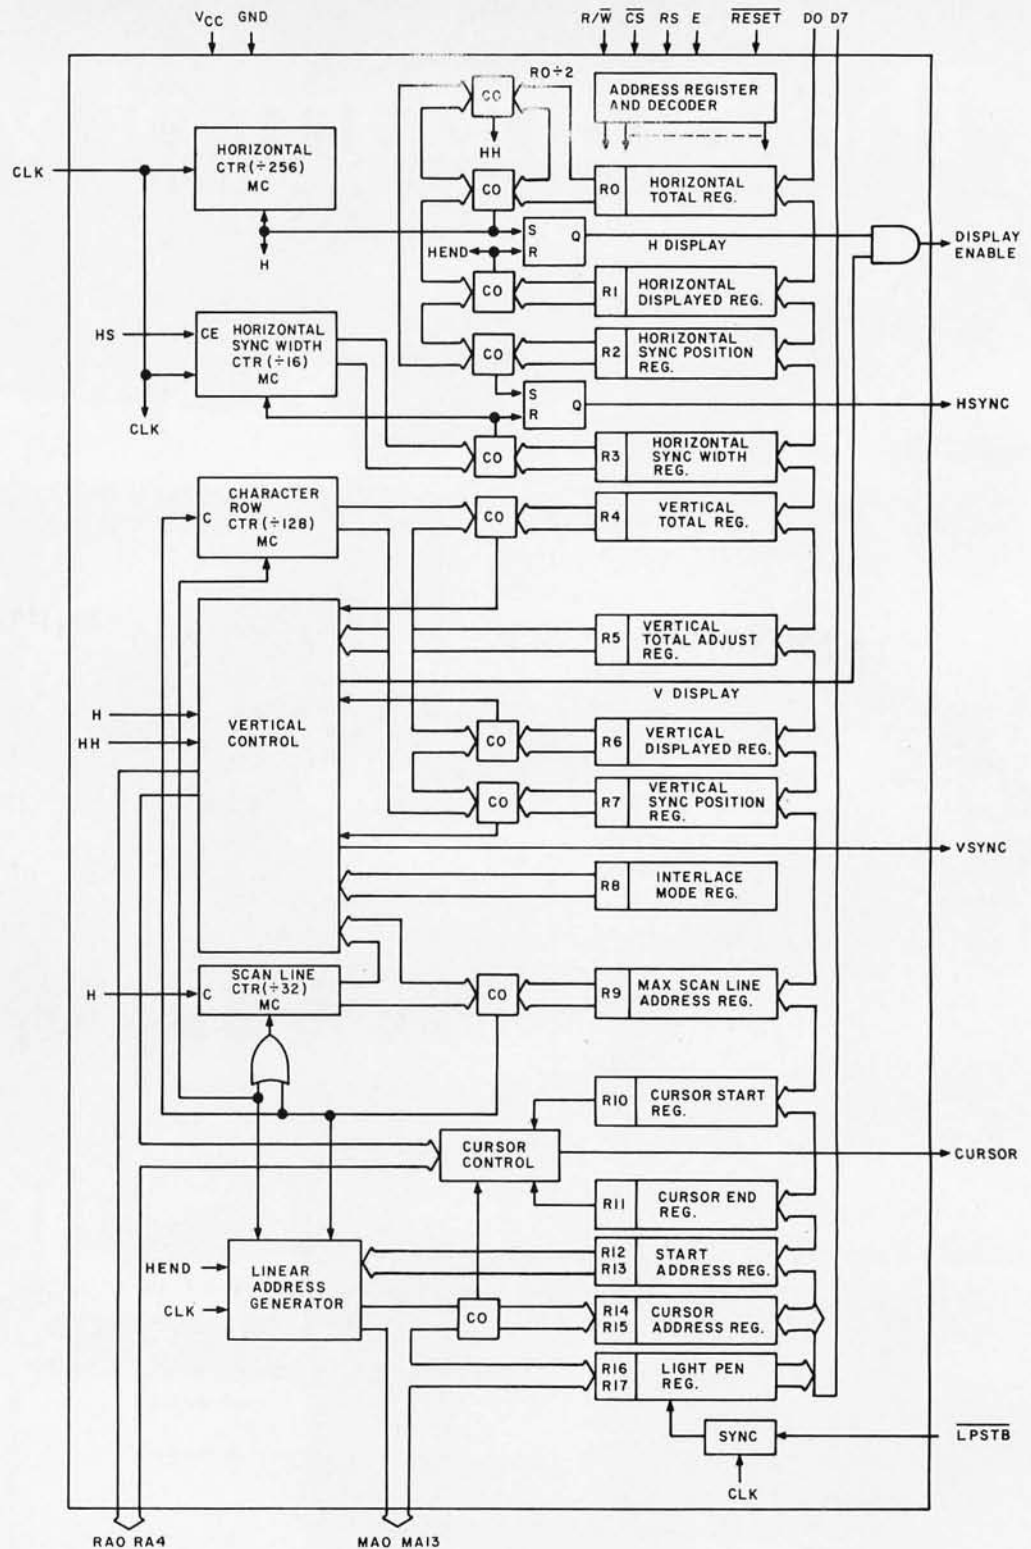 VCC GND
R/W CS RS E RESET D0 D7
R0÷2
CO
ADDRESS REGISTER
AND DECODER
HH
CLK
HORIZONTAL
CTR(÷256)
MC
CO
R0
HORIZONTAL
TOTAL REG.
H
S
R
Q
H DISPLAY
DISPLAY
ENABLE
HEND
CO
R1
HORIZONTAL
DISPLAYED REG.
HS
CE
HORIZONTAL
SYNC WIDTH
CTR (÷16)
MC
CO
R2
HORIZONTAL
SYNC POSITION
REG.
S
R
Q
HSYNC
CLK
CO
R3
HORIZONTAL
SYNC WIDTH
REG.
C
CHARACTER
ROW
CTR(÷128)
MC
CO
R4
VERTICAL
TOTAL REG.
R5
VERTICAL
TOTAL ADJUST
REG.
V DISPLAY
H
HH
VERTICAL
CONTROL
CO
R6
VERTICAL
DISPLAYED REG.
CO
R7
VERTICAL
SYNC POSITION
REG.
VSYNC
R8
INTERLACE
MODE REG.
H
C
SCAN LINE
CTR(÷32)
MC
CO
R9
MAX SCAN LINE
ADDRESS REG.
R10
CURSOR START
REG.
CURSOR
CONTROL
CURSOR
R11
CURSOR END
REG.
HEND
CLK
LINEAR
ADDRESS
GENERATOR
R12
R13
START
ADDRESS REG.
CO
R14
R15
CURSOR
ADDRESS REG.
R16
R17
LIGHT PEN
REG.
SYNC
LPSTB
CLK
RA0 RA4
MA0 MA13